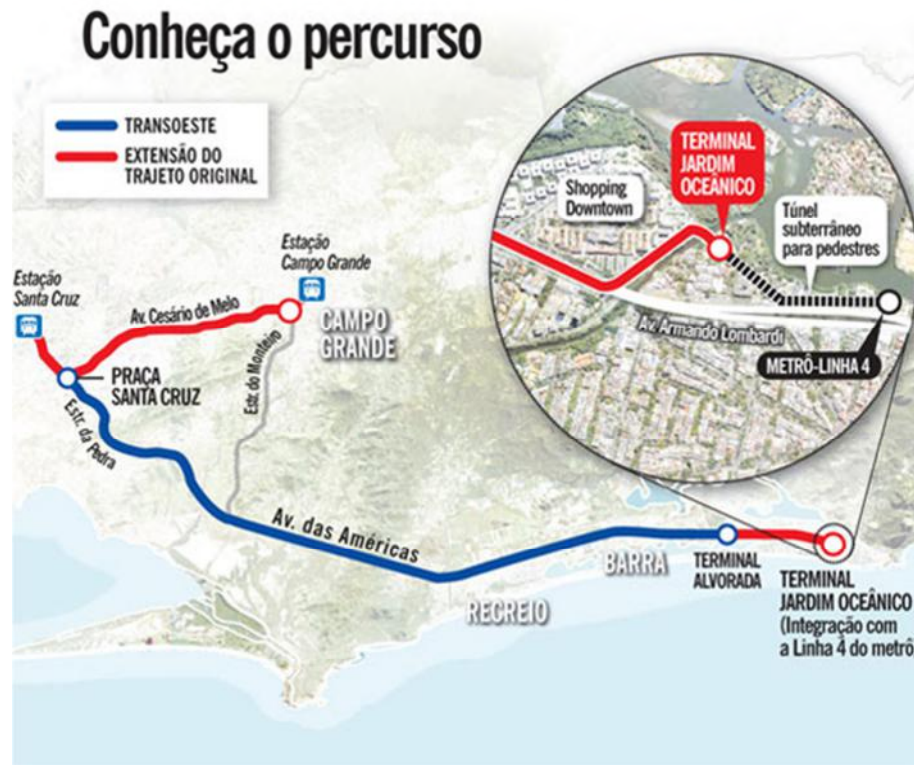 Conheça o percurso
TRANSOESTE
EXTENSÃO DO
TRAJETO ORIGINAL
TERMINAL
JARDIM
OCEÂNICO
Shopping
Downtown
Túnel
subterrâneo
para pedestres
Av. Armando Lombardi
METRÔ-LINHA 4
Estação
Santa Cruz
Av. Cesário de Melo
Estação
Campo Grande
CAMPO
GRANDE
PRAÇA
SANTA CRUZ
Estr. do Monteiro
Estr. da Pedra
Av. das Américas
RECREIO
BARRA
TERMINAL
ALVORADA
TERMINAL
JARDIM OCEÂNICO
(Integração com
a Linha 4 do metrô